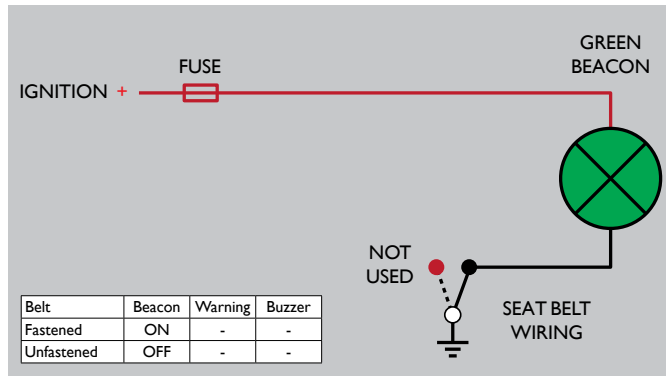 GREEN
BEACON
FUSE
IGNITION +
NOT
USED
SEAT BELT
WIRING
Belt Beacon Warning Buzzer
Fastened ON - -
Unfastened OFF - -